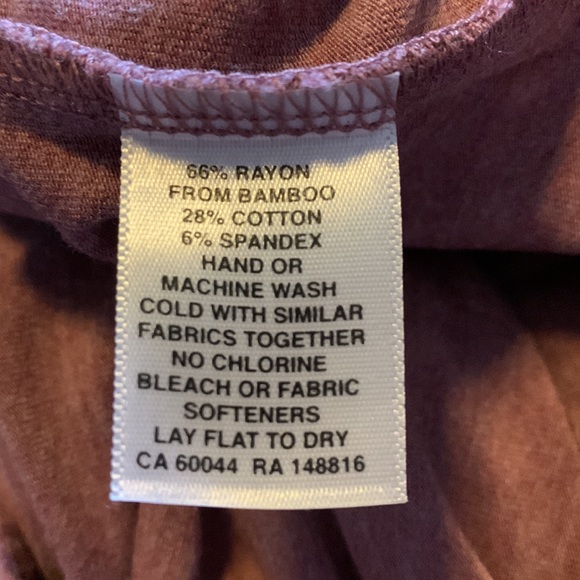 66% RAYON
FROM BAMBOO
28% COTTON
6% SPANDEX
HAND OR
MACHINE WASH
COLD WITH SIMILAR
FABRICS TOGETHER
NO CHLORINE
BLEACH OR FABRIC
SOFTENERS
LAY FLAT TO DRY
CA 60044 RA 148816